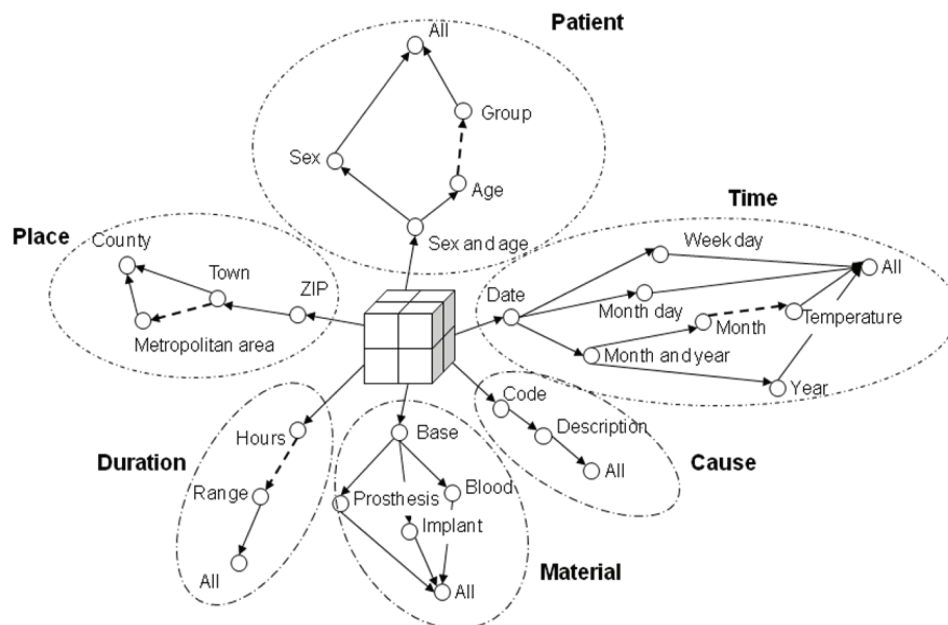 Patient
All
Group
Sex
Age
Sex and age
Place
County
Town
ZIP
Metropolitan area
Time
Week day
All
Date
Month day
Month
Temperature
Month and year
Year
Duration
Hours
Range
All
Base
Prosthesis
Blood
Implant
All
Material
Code
Description
All
Cause